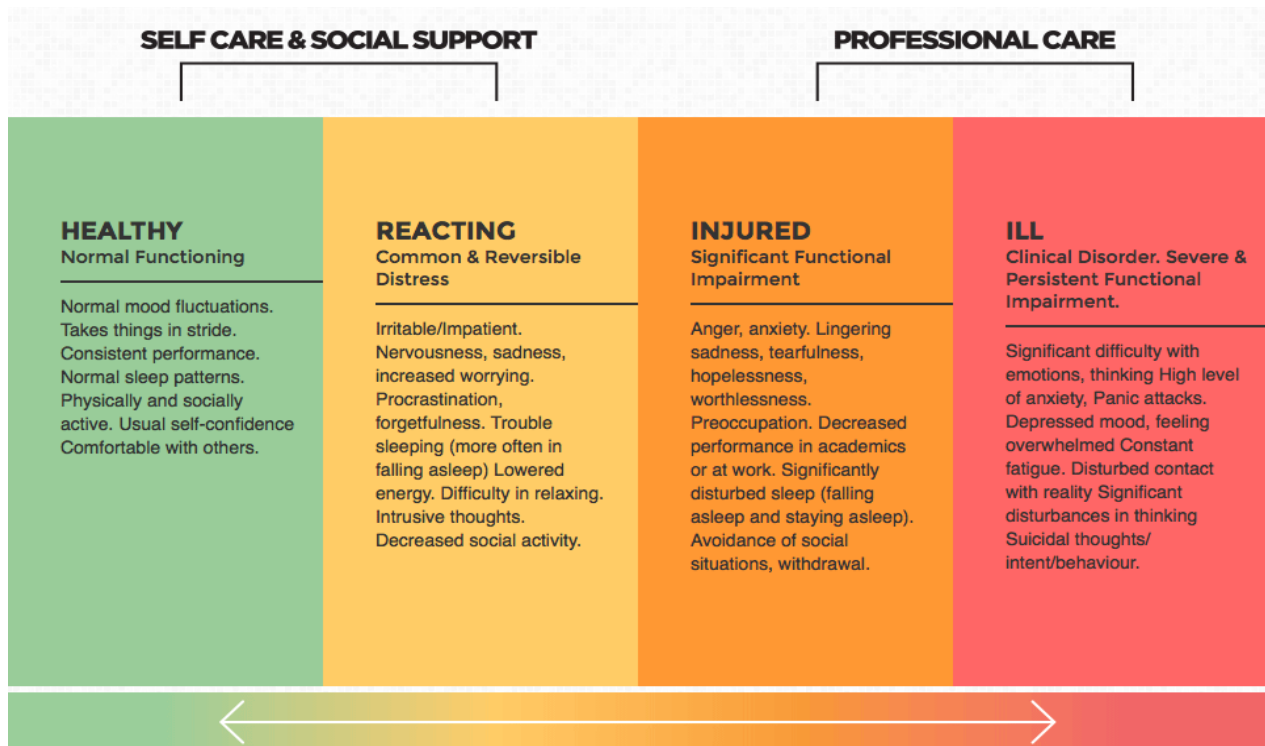 SELF CARE & SOCIAL SUPPORT
PROFESSIONAL CARE
HEALTHY
Normal Functioning
Normal mood fluctuations.
Takes things in stride.
Consistent performance.
Normal sleep patterns.
Physically and socially
active. Usual self-confidence
Comfortable with others.
REACTING
Common & Reversible
Distress
Irritable/Impatient.
Nervousness, sadness,
increased worrying.
Procrastination,
forgetfulness. Trouble
sleeping (more often in
falling asleep) Lowered
energy. Difficulty in relaxing.
Intrusive thoughts.
Decreased social activity.
INJURED
Significant Functional
Impairment
Anger, anxiety. Lingering
sadness, tearfulness,
hopelessness,
worthlessness.
Preoccupation. Decreased
performance in academics
or at work. Significantly
disturbed sleep (falling
asleep and staying asleep).
Avoidance of social
situations, withdrawal.
ILL
Clinical Disorder. Severe &
Persistent Functional
Impairment.
Significant difficulty with
emotions, thinking High level
of anxiety, Panic attacks.
Depressed mood, feeling
overwhelmed Constant
fatigue. Disturbed contact
with reality Significant
disturbances in thinking
Suicidal thoughts/
intent/behaviour.